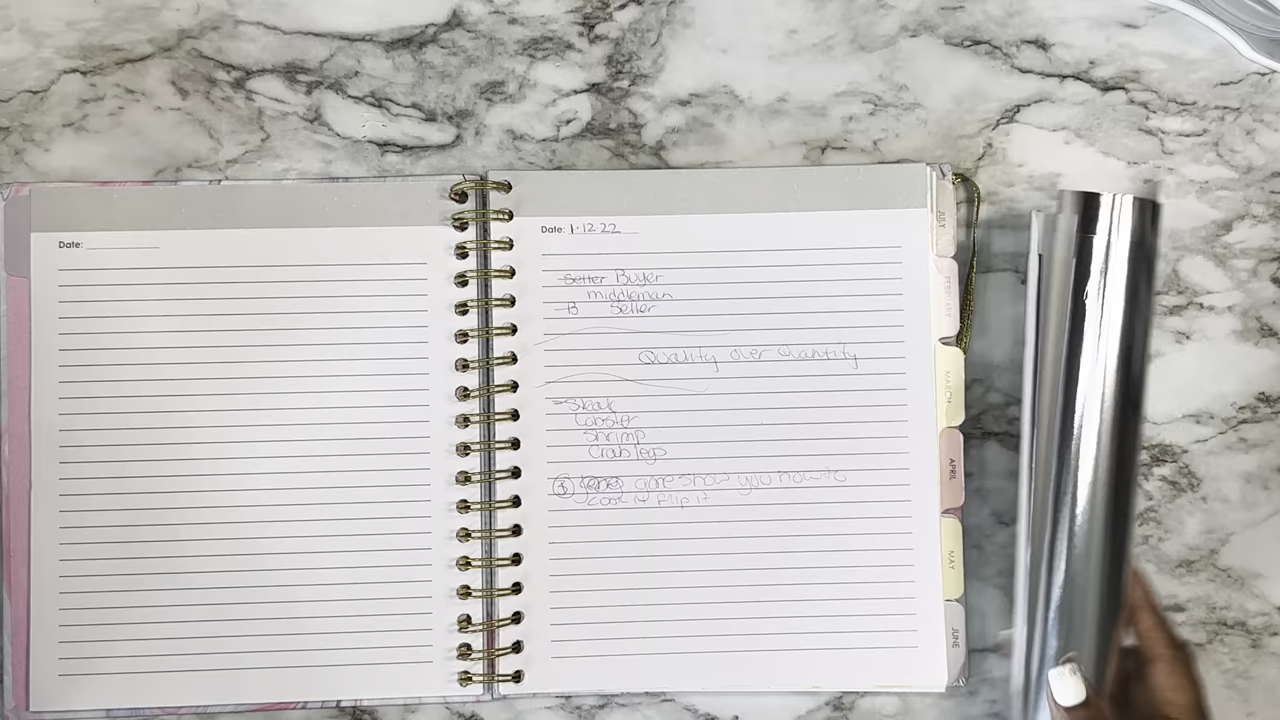 Date:
Date: 1.12.22
Seller Buyer
middleman
B Seller
Quality over Quantity
Steak
Lobster
Shrimp
Crab legs
gone show you how to
cook it flip it
JULY
FEBRUARY
MARCH
APRIL
MAY
JUNE